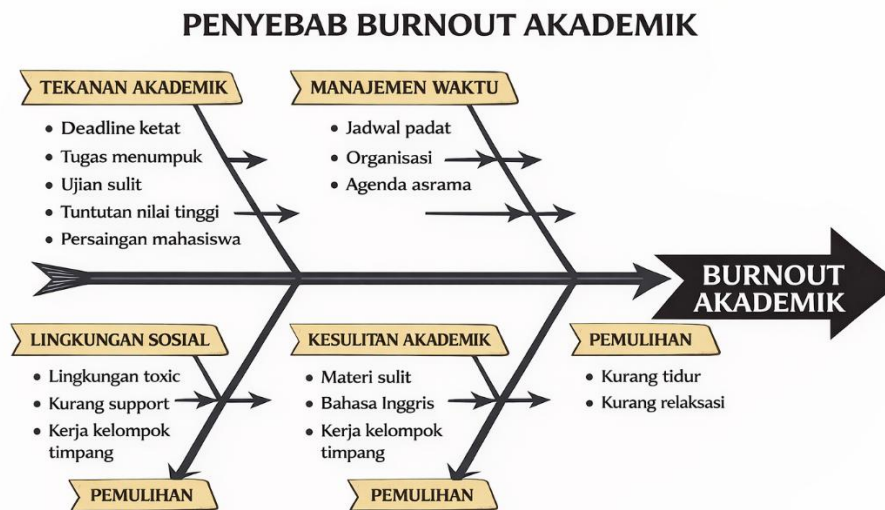 PENYEBAB BURNOUT AKADEMIK
TEKANAN AKADEMIK
Deadline ketat
Tugas menumpuk
Ujian sulit
Tuntutan nilai tinggi
Persaingan mahasiswa
MANAJEMEN WAKTU
Jadwal padat
Organisasi
Agenda asrama
BURNOUT
AKADEMIK
LINGKUNGAN SOSIAL
Lingkungan toxic
Kurang support
Kerja kelompok
timpang
PEMULIHAN
KESULITAN AKADEMIK
Materi sulit
Bahasa Inggris
Kerja kelompok
timpang
PEMULIHAN
PEMULIHAN
Kurang tidur
Kurang relaksasi